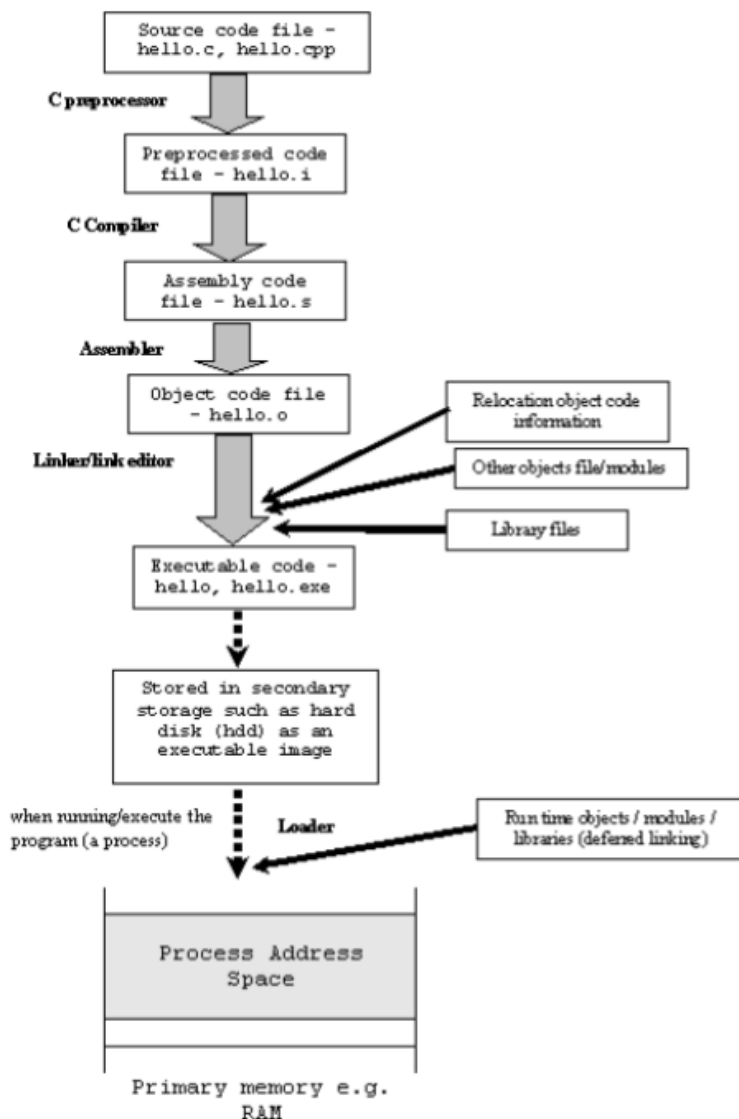 Source code file -
hello.c, hello.cpp
C preprocessor
Preprocessed code
file - hello.i
C Compiler
Assembly code
file - hello.s
Assembler
Object code file
- hello.o
Linker/link editor
Relocation object code
information
Other objects file/modules
Library files
Executable code -
hello, hello.exe
Stored in secondary
storage such as hard
disk (hdd) as an
executable image
when running/execute the
program (a process)
Loader
Run time objects / modules /
libraries (deferred linking)
Process Address
Space
Primary memory e.g.
RAM